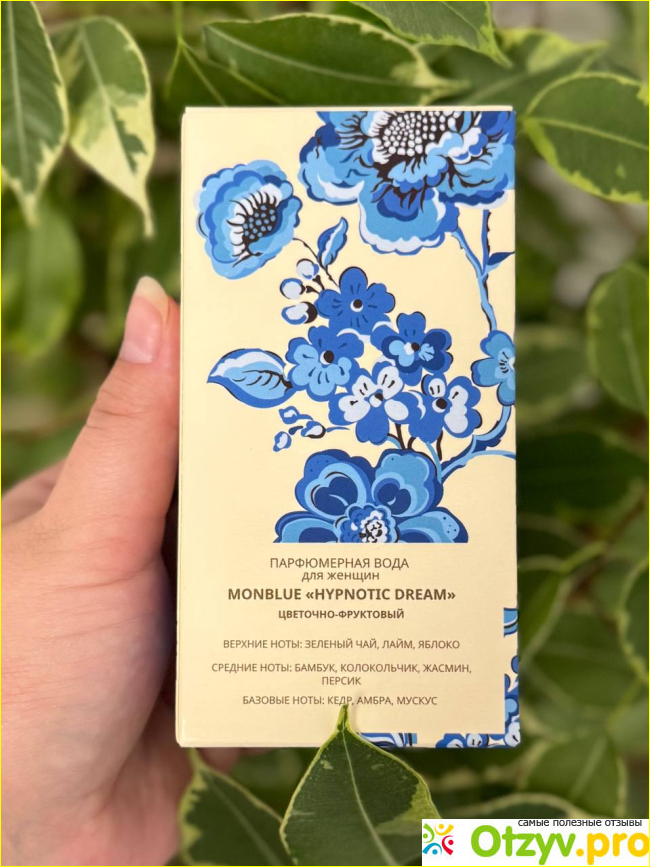 ПАРФЮМЕРНАЯ ВОДА
для женщин
MONBLUE «HYPNOTIC DREAM»
ЦВЕТОЧНО-ФРУКТОВЫЙ
ВЕРХНИЕ НОТЫ: ЗЕЛЕНЫЙ ЧАЙ, ЛАЙМ, ЯБЛОКО
СРЕДНИЕ НОТЫ: БАМБУК, КОЛОКОЛЬЧИК, ЖАСМИН,
ПЕРСИК
БАЗОВЫЕ НОТЫ: КЕДР, АМБРА, МУСКУС
самые полезные отзывы
Otzyv.pro